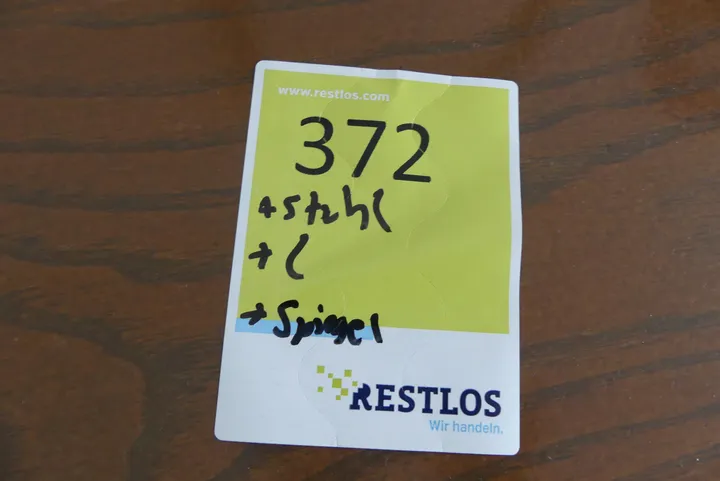 www.restlos.com
372
+ Stuhl
+ (
+ Spiegel
RESTLOS
Wir handeln.